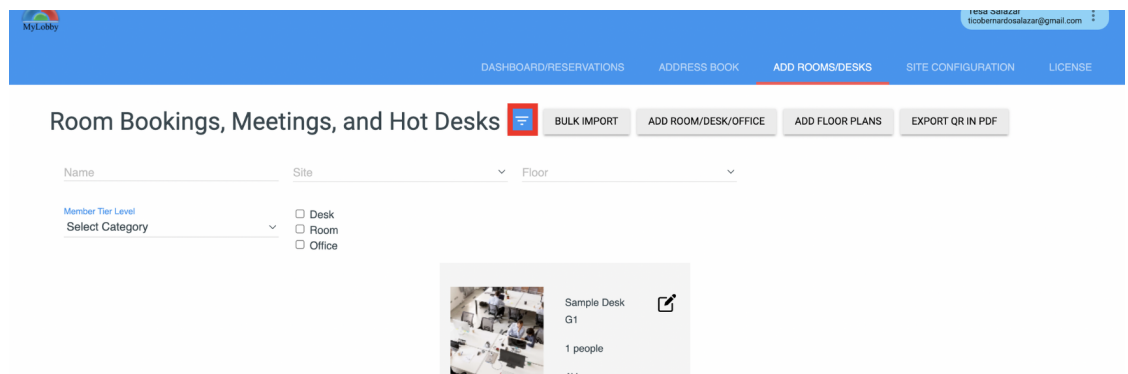 MyLobby
Tesa Salazar
ticobernardosalazar@gmail.com
DASHBOARD/RESERVATIONS ADDRESS BOOK ADD ROOMS/DESKS SITE CONFIGURATION LICENSE
Room Bookings, Meetings, and Hot Desks BULK IMPORT ADD ROOM/DESK/OFFICE ADD FLOOR PLANS EXPORT QR IN PDF
Name Site Floor
Member Tier Level
Select Category
Desk
Room
Office
Sample Desk
G1
1 people